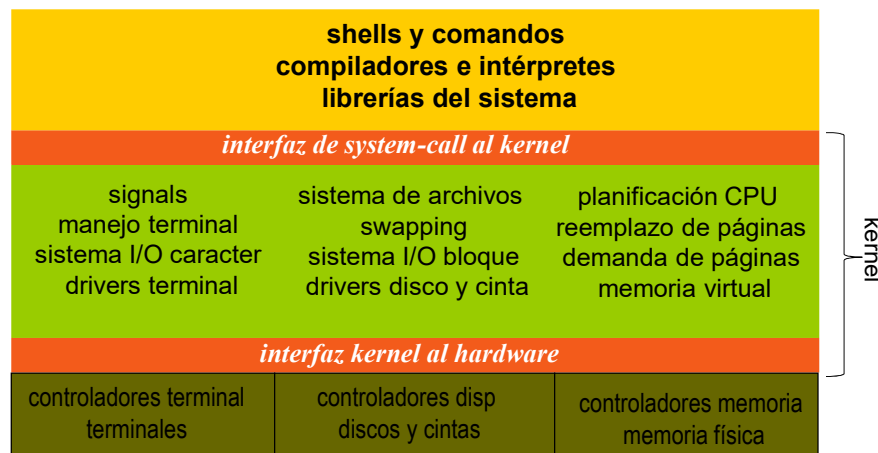 shells y comandos
compiladores e intérpretes
librerías del sistema
interfaz de system-call al kernel
signals
manejo terminal
sistema I/O caracter
drivers terminal
sistema de archivos
swapping
sistema I/O bloque
drivers disco y cinta
planificación CPU
reemplazo de páginas
demanda de páginas
memoria virtual
kernel
interfaz kernel al hardware
controladores terminal
terminales
controladores disp
discos y cintas
controladores memoria
memoria física